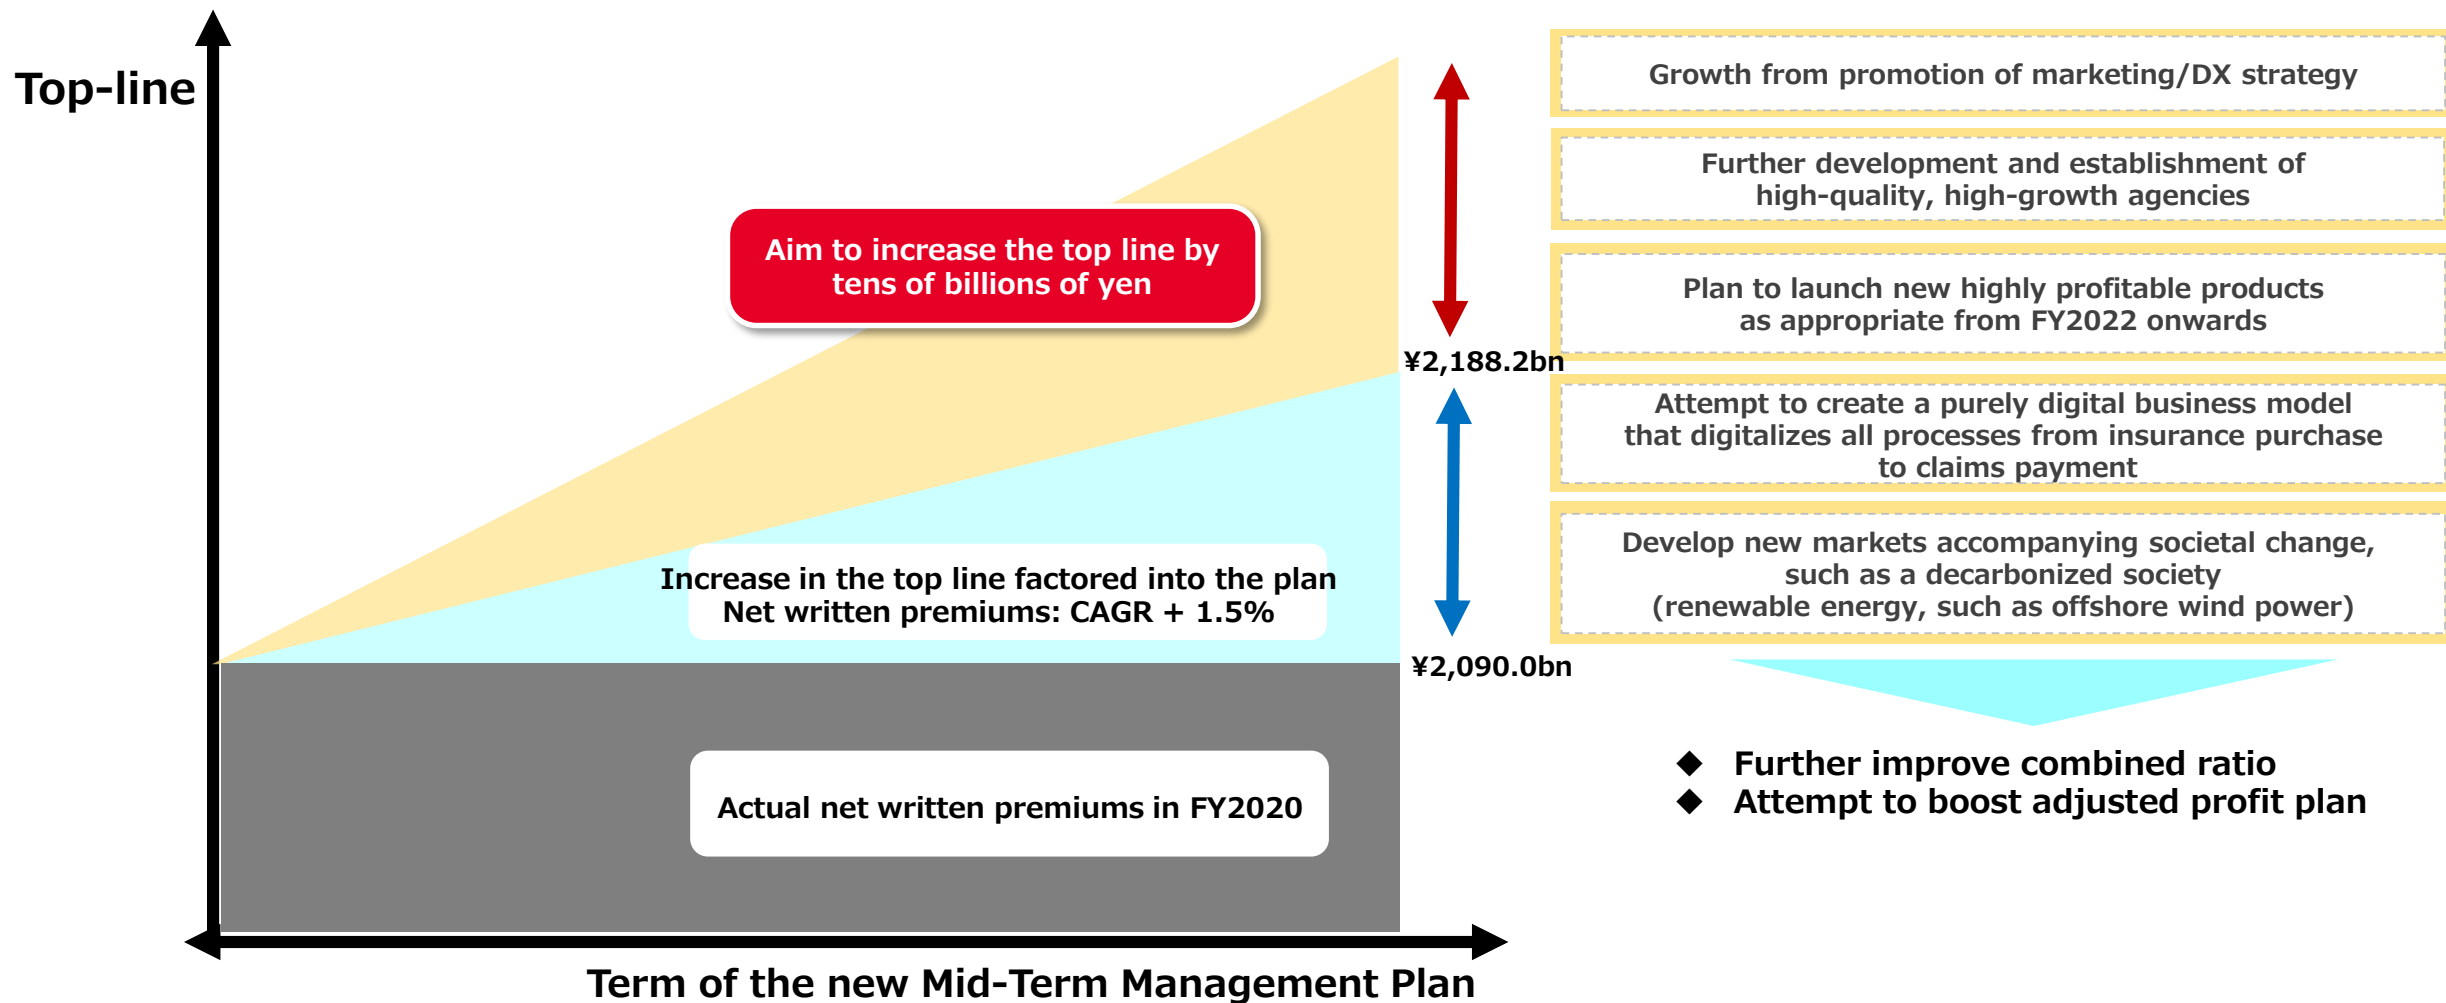 Top-line
Aim to increase the top line by
tens of billions of yen
¥2,188.2bn
Increase in the top line factored into the plan
Net written premiums: CAGR + 1.5%
¥2,090.0bn
Actual net written premiums in FY2020
Term of the new Mid-Term Management Plan
Growth from promotion of marketing/DX strategy
Further development and establishment of
high-quality, high-growth agencies
Plan to launch new highly profitable products
as appropriate from FY2022 onwards
Attempt to create a purely digital business model
that digitalizes all processes from insurance purchase
to claims payment
Develop new markets accompanying societal change,
such as a decarbonized society
(renewable energy, such as offshore wind power)
◆ Further improve combined ratio
◆ Attempt to boost adjusted profit plan